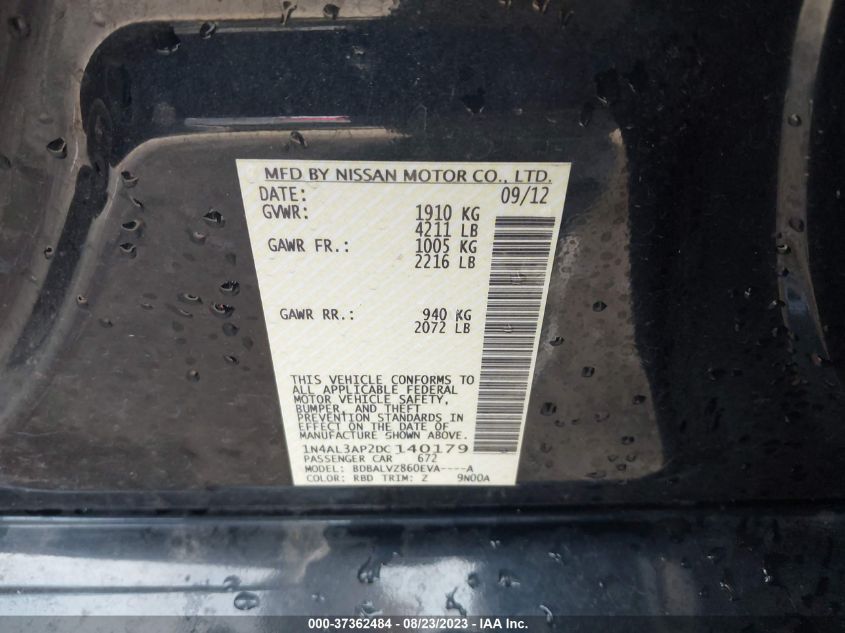 MFD BY NISSAN MOTOR CO., LTD.
DATE: 09/12
GVWR: 1910 KG
4211 LB
GAWR FR.: 1005 KG
2216 LB
GAWR RR.: 940 KG
2072 LB
THIS VEHICLE CONFORMS TO
ALL APPLICABLE FEDERAL
MOTOR VEHICLE SAFETY,
BUMPER, AND THEFT
PREVENTION STANDARDS IN
EFFECT ON THE DATE OF
MANUFACTURE SHOWN ABOVE.
1N4AL3AP2DC140179
PASSENGER CAR 672
MODEL: BDBALVZ860EVA----A
COLOR: RBD TRIM: Z 9N00A
000-37362484 - 08/23/2023 - IAA Inc.